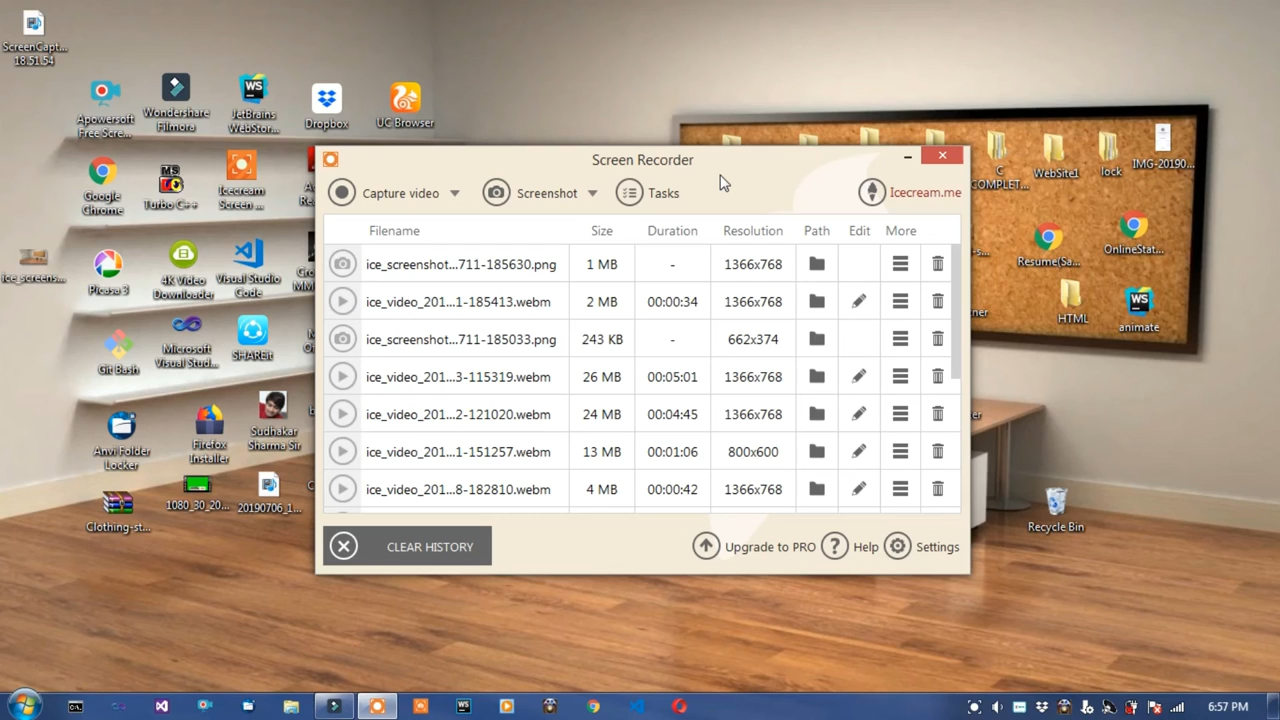 ScreenCapt...
18.51.54
Apowersoft
Free Scre...
Wondershare
Filmora
WS
JetBrains
WebStor...
Dropbox
UC Browser
Google
Chrome
MS
Turbo C++
Icecream
Screen ...
ice_screens...
Picasa 3
4K Video
Downloader
Visual Studio
Code
Git Bash
Microsoft
Visual Stud...
SHAREit
Anvi Folder
Locker
Firefox
Installer
Sudhakar
Sharma Sir
Clothing-st...
1080_30_20...
20190706_1...
Screen Recorder
Capture video
Screenshot
Tasks
Icecream.me
Filename Size Duration Resolution Path Edit More
ice_screenshot...711-185630.png 1 MB - 1366x768
ice_video_201...1-185413.webm 2 MB 00:00:34 1366x768
ice_screenshot...711-185033.png 243 KB - 662x374
ice_video_201...3-115319.webm 26 MB 00:05:01 1366x768
ice_video_201...2-121020.webm 24 MB 00:04:45 1366x768
ice_video_201...1-151257.webm 13 MB 00:01:06 800x600
ice_video_201...8-182810.webm 4 MB 00:00:42 1366x768
CLEAR HISTORY
Upgrade to PRO
? Help
Settings
C
COMPLET...
WebSite1
lock
IMG-20190...
Resume(Sa...
OnlineStat...
HTML
WS
animate
Recycle Bin
WS
6:57 PM